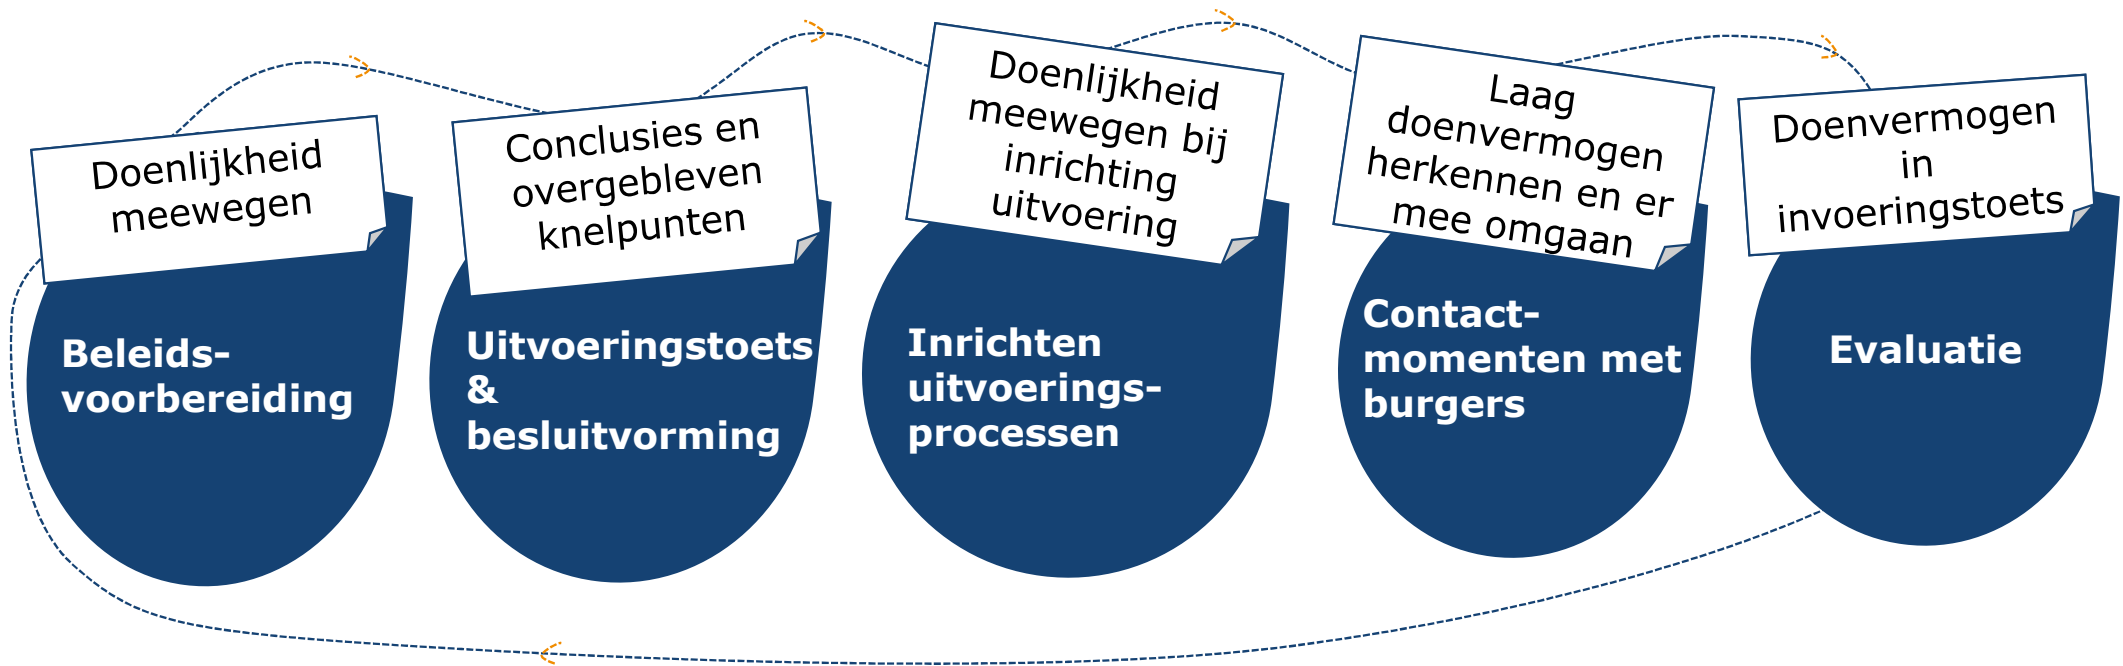 Doenlijkheid
meewegen
Beleids-
voorbereiding
Conclusies en
overgebleven
knelpunten
Uitvoeringstoets
&
besluitvorming
Doenlijkheid
meewegen bij
inrichting
uitvoering
Inrichten
uitvoerings-
processen
Laag
doenvermogen
herkennen en er
mee omgaan
Contact-
momenten met
burgers
Doenvermogen
in
invoeringstoets
Evaluatie